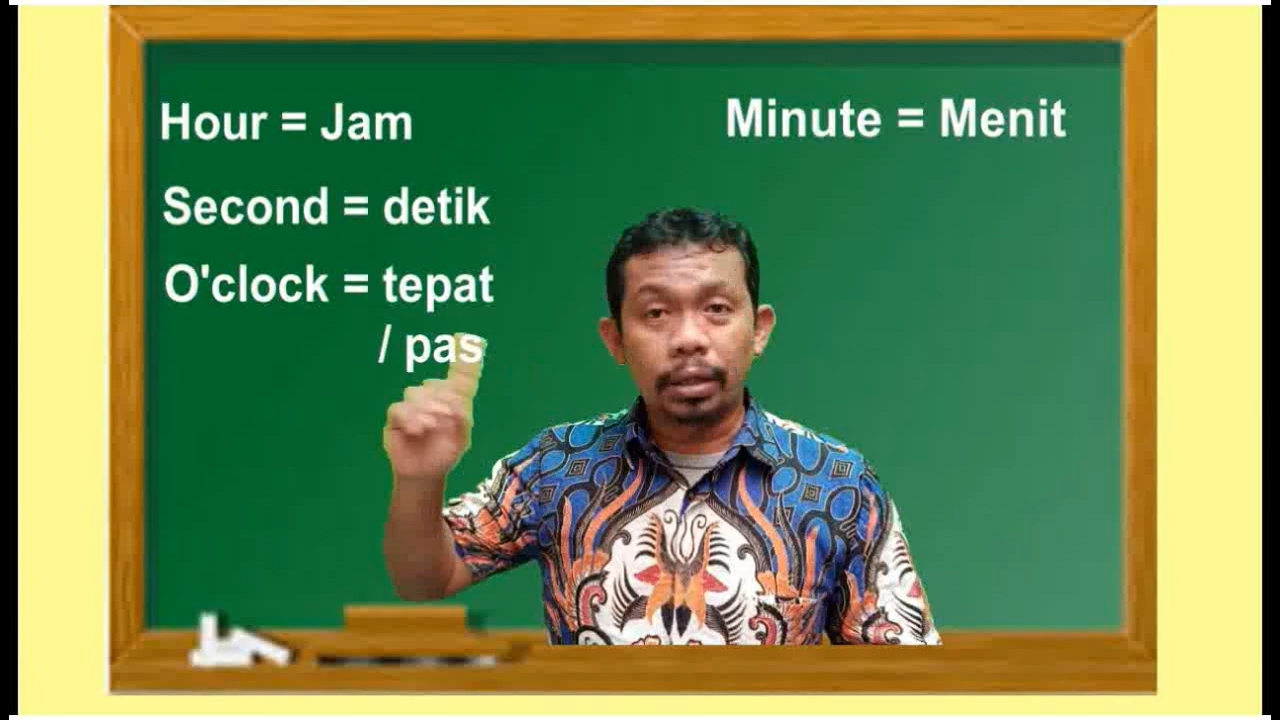 Hour = Jam
Minute = Menit
Second = detik
O'clock = tepat
/ pas